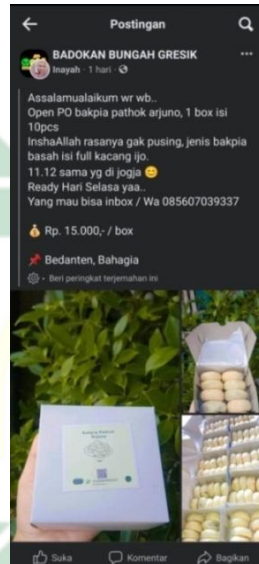 Postingan
BADOKAN BUNGAH GRESIK
Inayah · 1 hari ·
Assalamualaikum wr wb..
Open PO bakpia pathok arjuno, 1 box isi
10pcs
InshaAllah rasanya gak pusing, jenis bakpia
basah isi full kacang ijo.
11.12 sama yg di jogja 😊
Ready Hari Selasa yaa..
Yang mau bisa inbox / Wa 085607039337
💰 Rp. 15.000,- / box
📌 Bedanten, Bahagia
· Beri peringkat terjemahan ini
Bakpia Pathok
Arjuno
Suka
Komentar
Bagikan